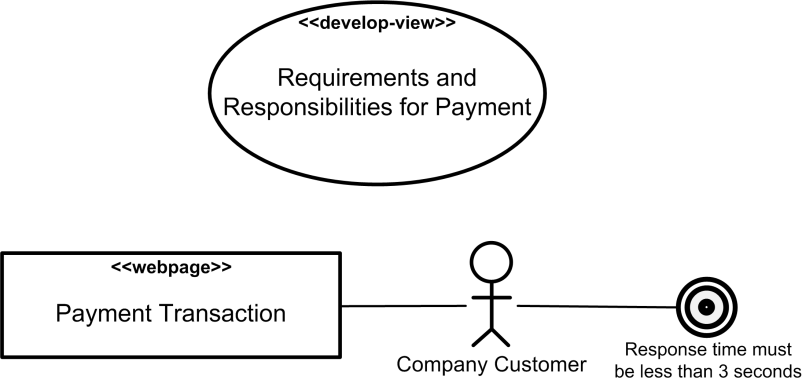 <<develop-view>>
Requirements and
Responsibilities for Payment
<<webpage>>
Payment Transaction
Company Customer
Response time must
be less than 3 seconds